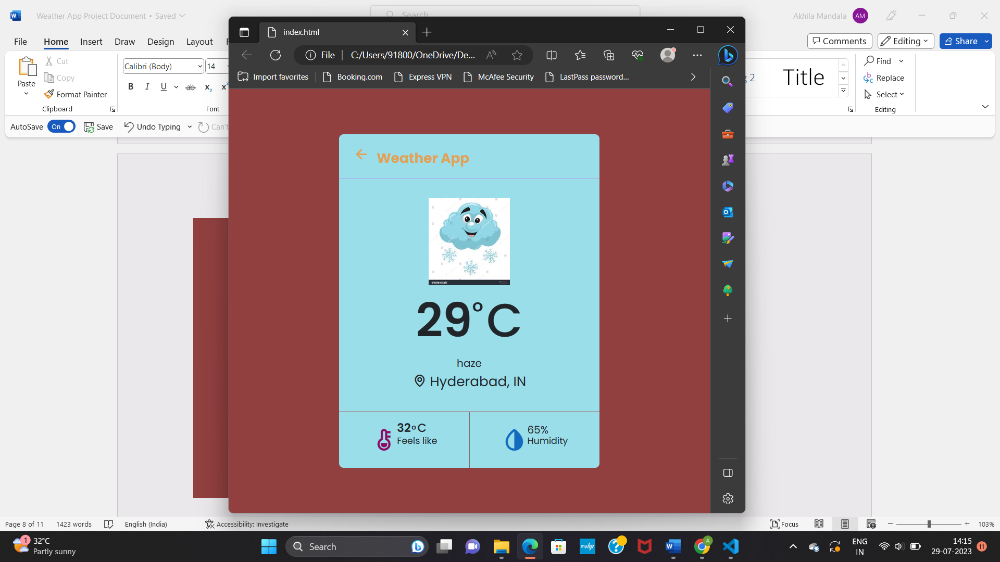 Weather App Project Document • Saved
Search
Akhila Mandala
AM
File
Home
Insert
Draw
Design
Layout
Comments
Editing
Share
Paste
Cut
Copy
Format Painter
Clipboard
Calibri (Body)
14
B I U ab x₂
Font
Title
Find
Replace
Select
Editing
AutoSave
On
Save
Undo Typing
Can't
index.html
File
C:/Users/91800/OneDrive/De...
Import favorites
Booking.com
Express VPN
McAfee Security
LastPass password...
Weather App
shutterstock
29°C
haze
Hyderabad, IN
32°C
Feels like
65%
Humidity
Page 8 of 11
1423 words
English (India)
Accessibility: Investigate
Focus
103%
1
32°C
Partly sunny
Search
myhp
A
ENG
IN
14:15
29-07-2023
11